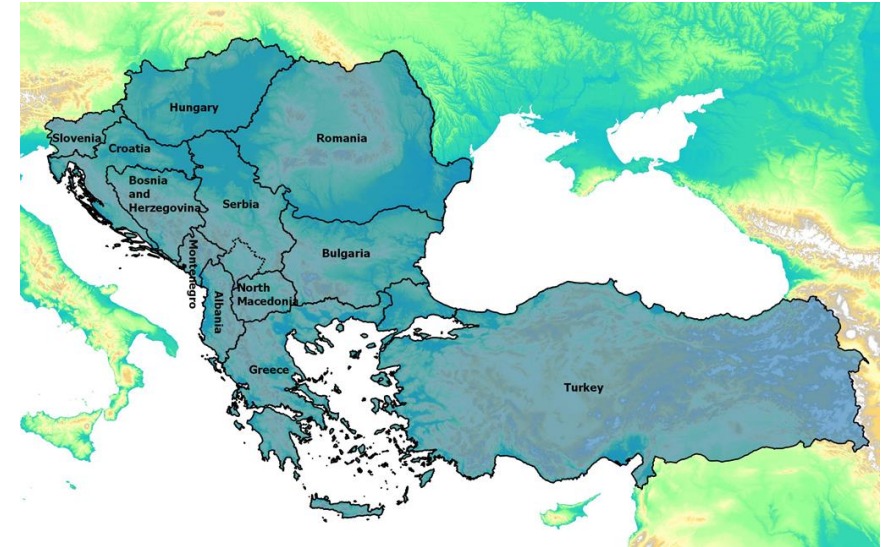 Hungary
Slovenia
Croatia
Romania
Bosnia
and
Herzegovina
Serbia
Montenegro
Bulgaria
Albania
North
Macedonia
Greece
Turkey